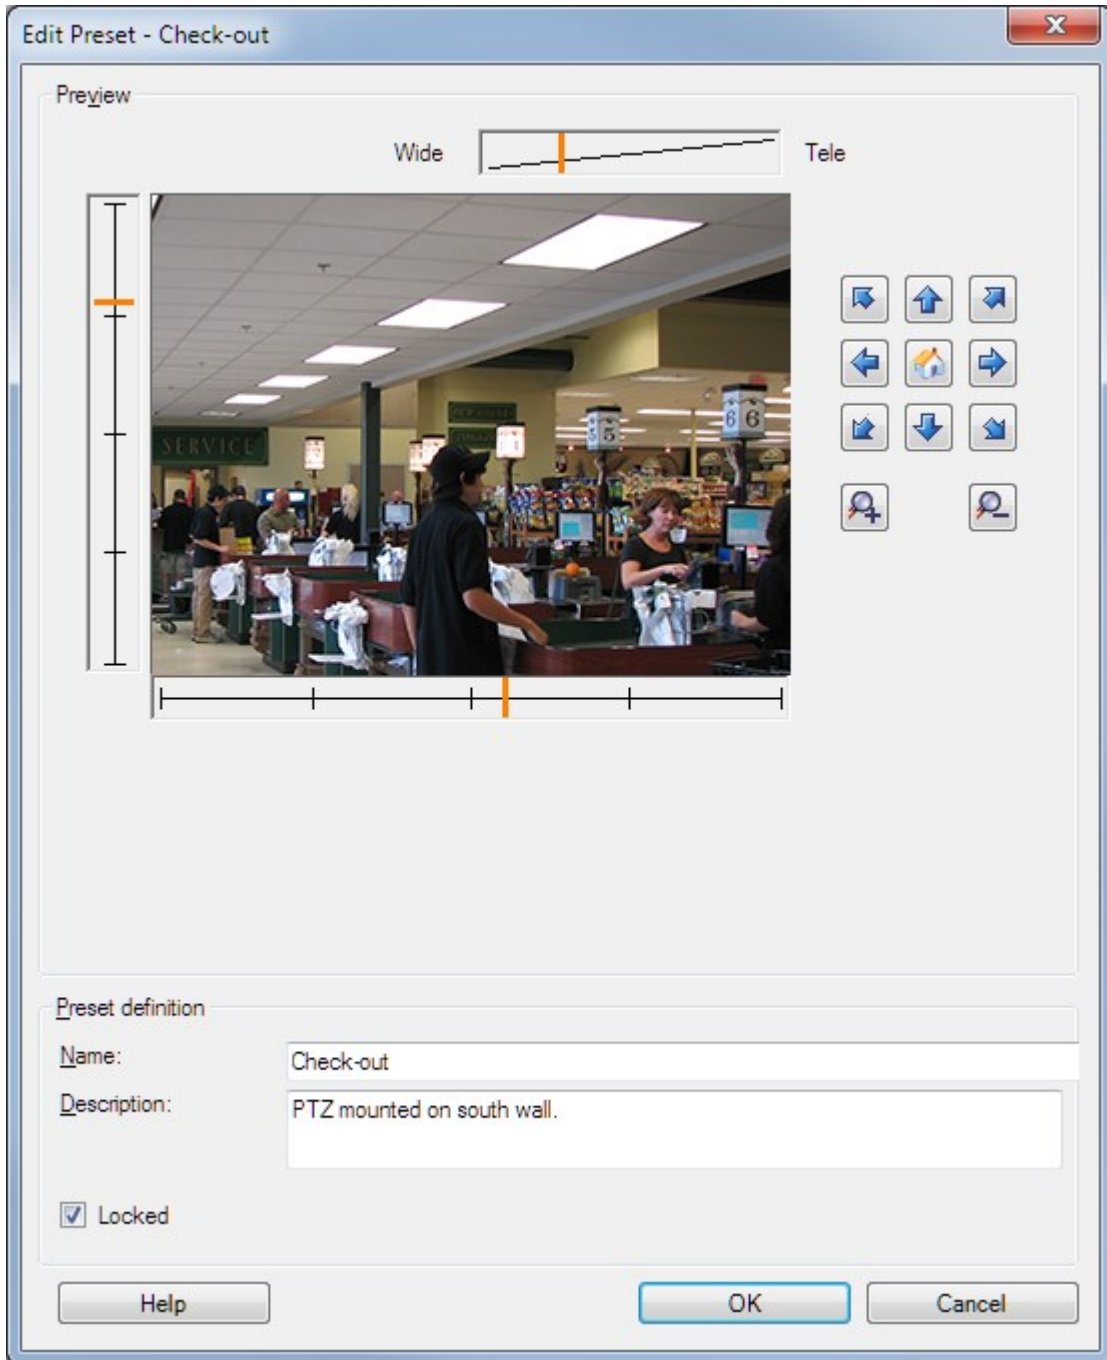 Edit Preset - Check-out
Preview
Wide
Tele
SERVICE
5 5
6 6
Preset definition
Name:
Check-out
Description:
PTZ mounted on south wall.
Locked
Help
OK
Cancel